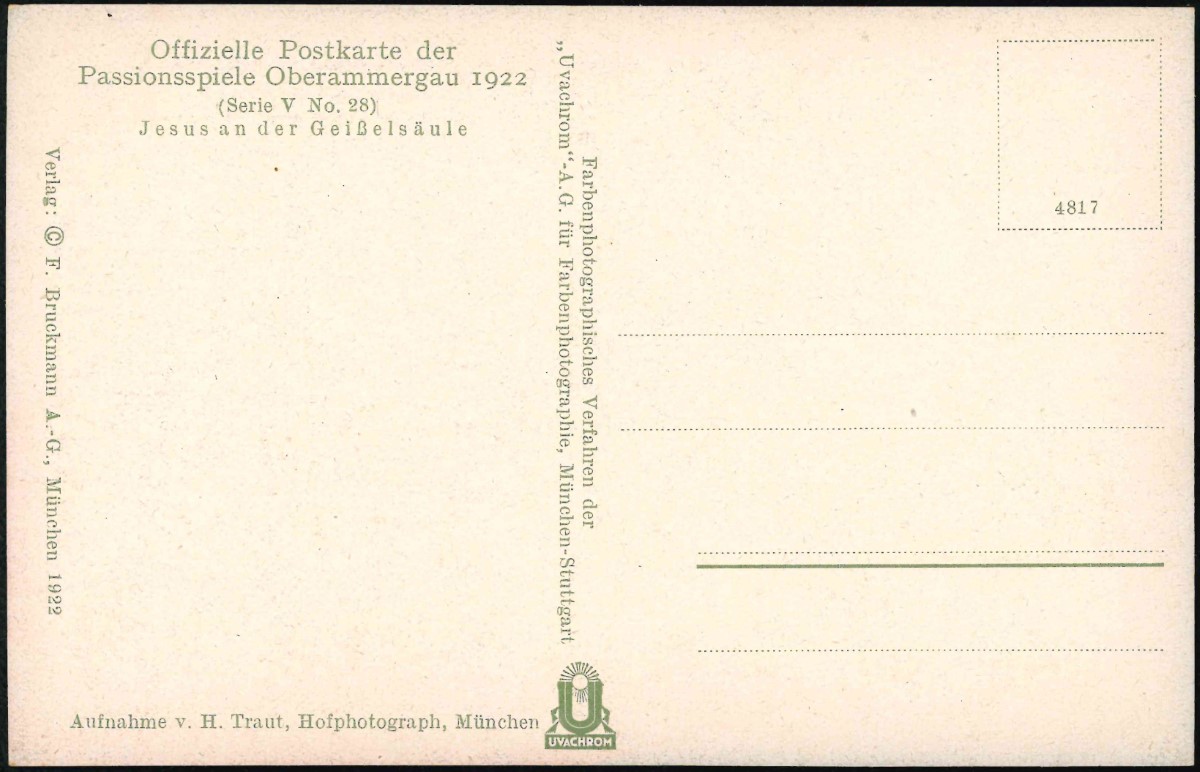 Offizielle Postkarte der
Passionsspiele Oberammergau 1922
(Serie V No. 28)
Jesus an der Geißelsäule
Verlag: © F. Bruckmann A.-G., München 1922
Aufnahme v. H. Traut, Hofphotograph, München
Farbenphotographisches Verfahren der
„Uvachrom“-A.G. für Farbenphotographie, München-Stuttgart
U
UVACHROM
4817